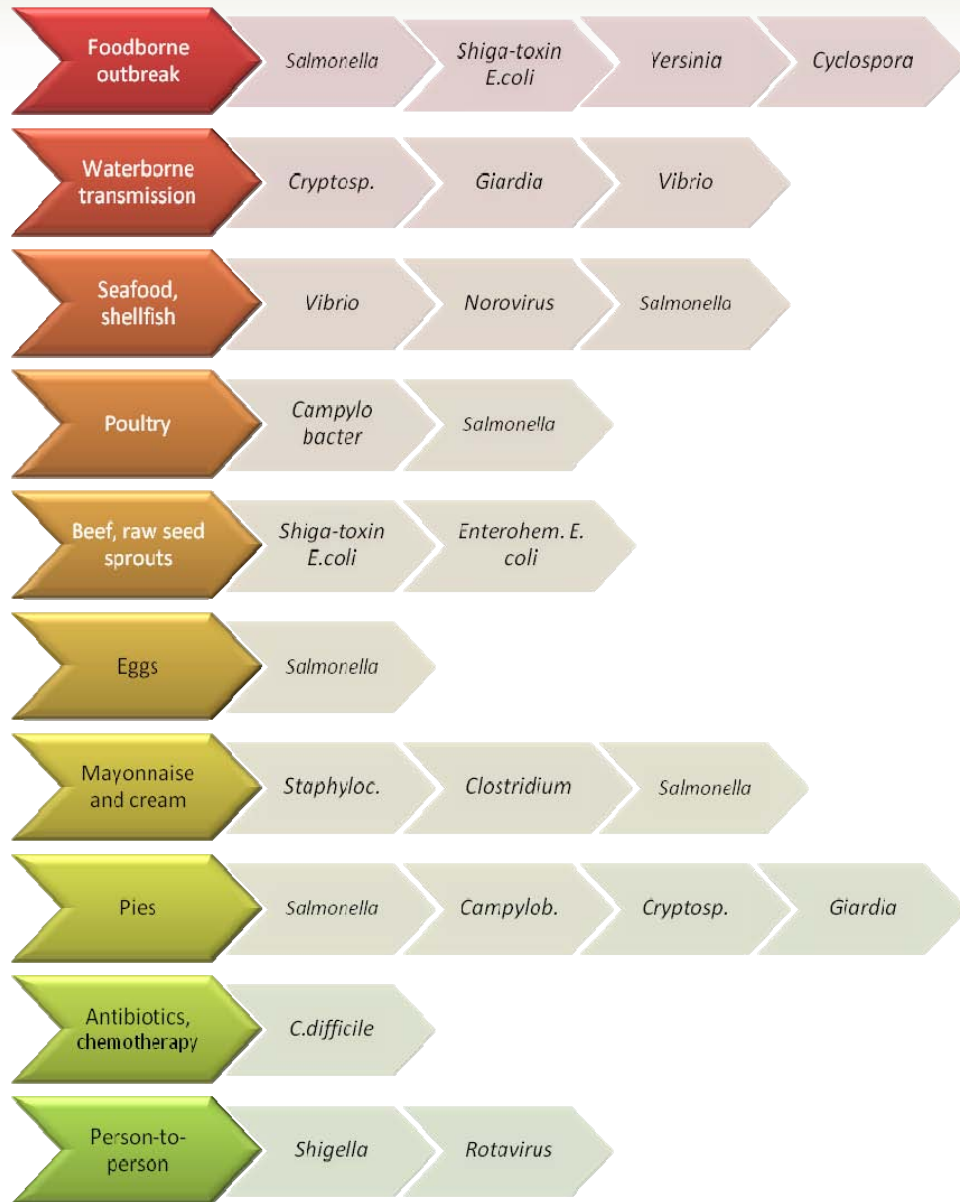 Foodborne
outbreak
Salmonella
Shiga-toxin
E.coli
Yersinia
Cyclospora
Waterborne
transmission
Cryptosp.
Giardia
Vibrio
Seafood,
shellfish
Vibrio
Norovirus
Salmonella
Poultry
Campylo
bacter
Salmonella
Beef, raw seed
sprouts
Shiga-toxin
E.coli
Enterohem. E.
coli
Eggs
Salmonella
Mayonnaise
and cream
Staphyloc.
Clostridium
Salmonella
Pies
Salmonella
Campylob.
Cryptosp.
Giardia
Antibiotics,
chemotherapy
C.difficile
Person-to-
person
Shigella
Rotavirus